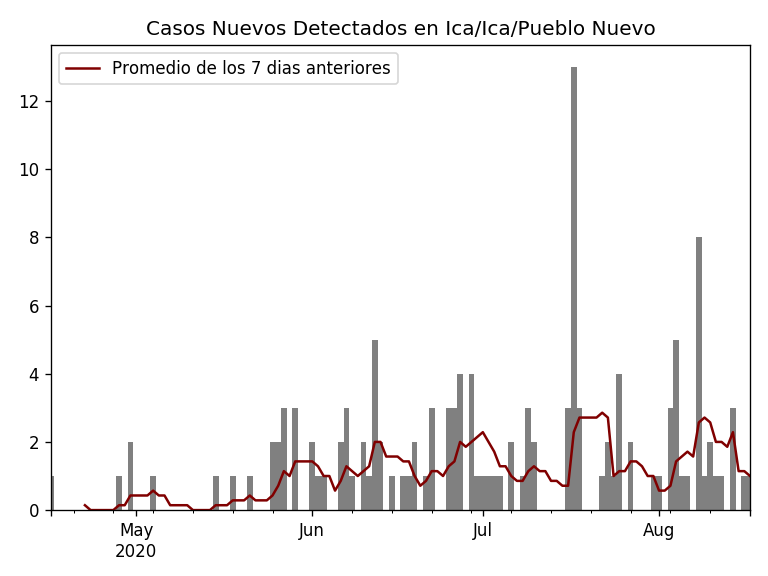 Casos Nuevos Detectados en Ica/Ica/Pueblo Nuevo
Promedio de los 7 dias anteriores
12
10
8
6
4
2
0
May Jun Jul Aug
2020